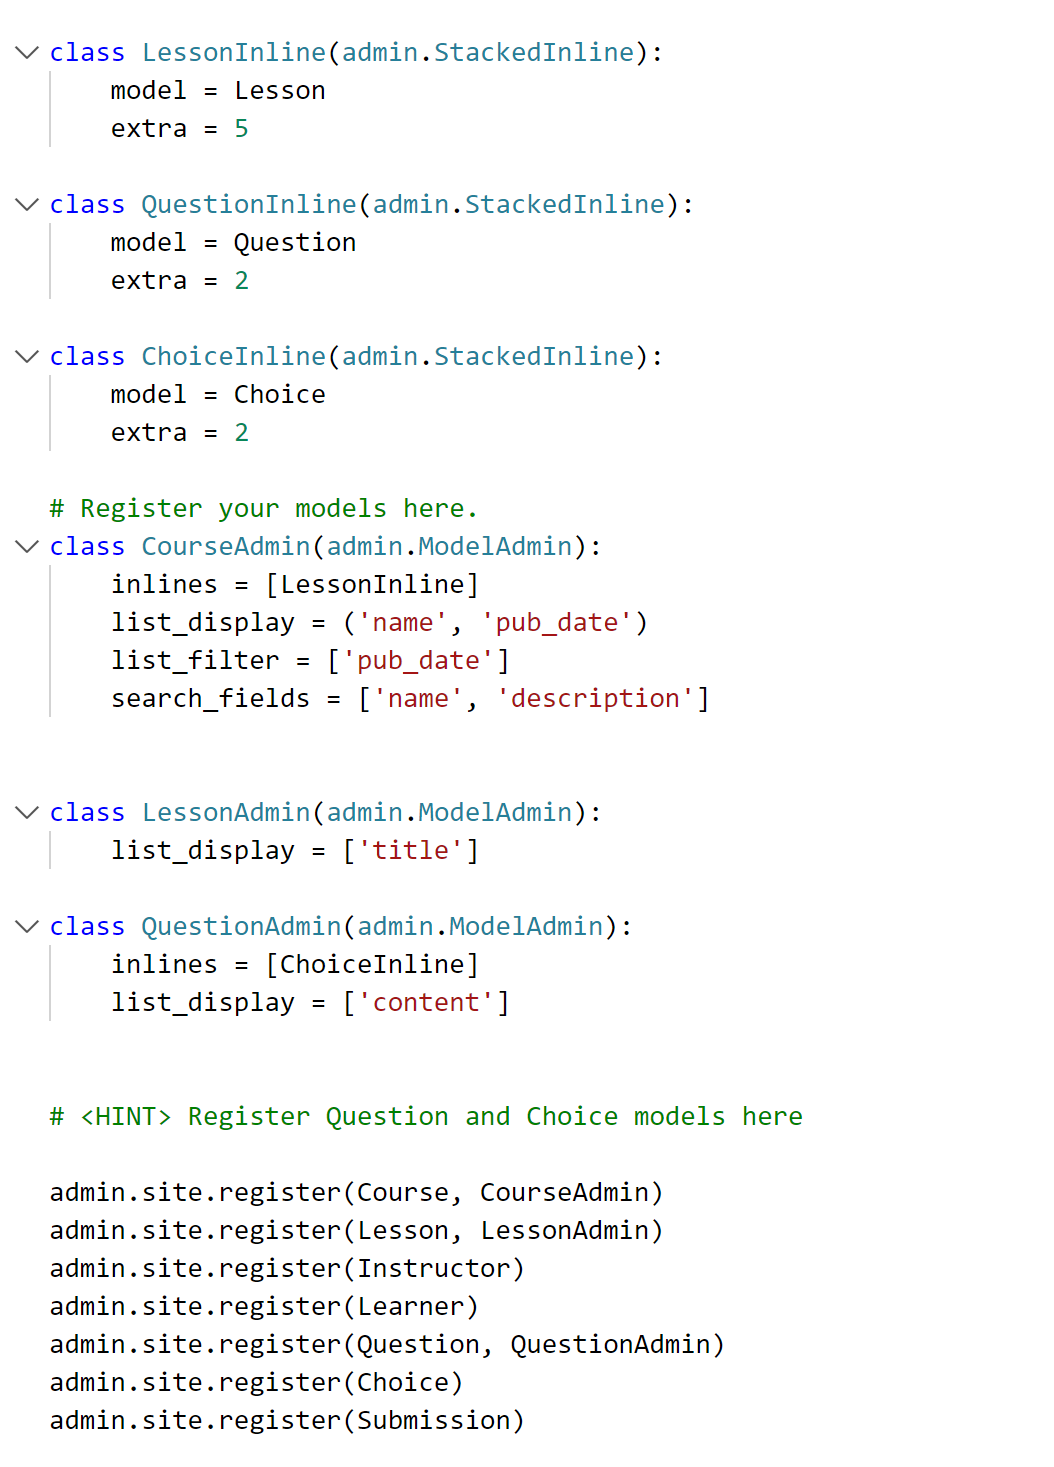 class LessonInline(admin.StackedInline):
    model = Lesson
    extra = 5
class QuestionInline(admin.StackedInline):
    model = Question
    extra = 2
class ChoiceInline(admin.StackedInline):
    model = Choice
    extra = 2
# Register your models here.
class CourseAdmin(admin.ModelAdmin):
    inlines = [LessonInline]
    list_display = ('name', 'pub_date')
    list_filter = ['pub_date']
    search_fields = ['name', 'description']
class LessonAdmin(admin.ModelAdmin):
    list_display = ['title']
class QuestionAdmin(admin.ModelAdmin):
    inlines = [ChoiceInline]
    list_display = ['content']
# <HINT> Register Question and Choice models here
admin.site.register(Course, CourseAdmin)
admin.site.register(Lesson, LessonAdmin)
admin.site.register(Instructor)
admin.site.register(Learner)
admin.site.register(Question, QuestionAdmin)
admin.site.register(Choice)
admin.site.register(Submission)